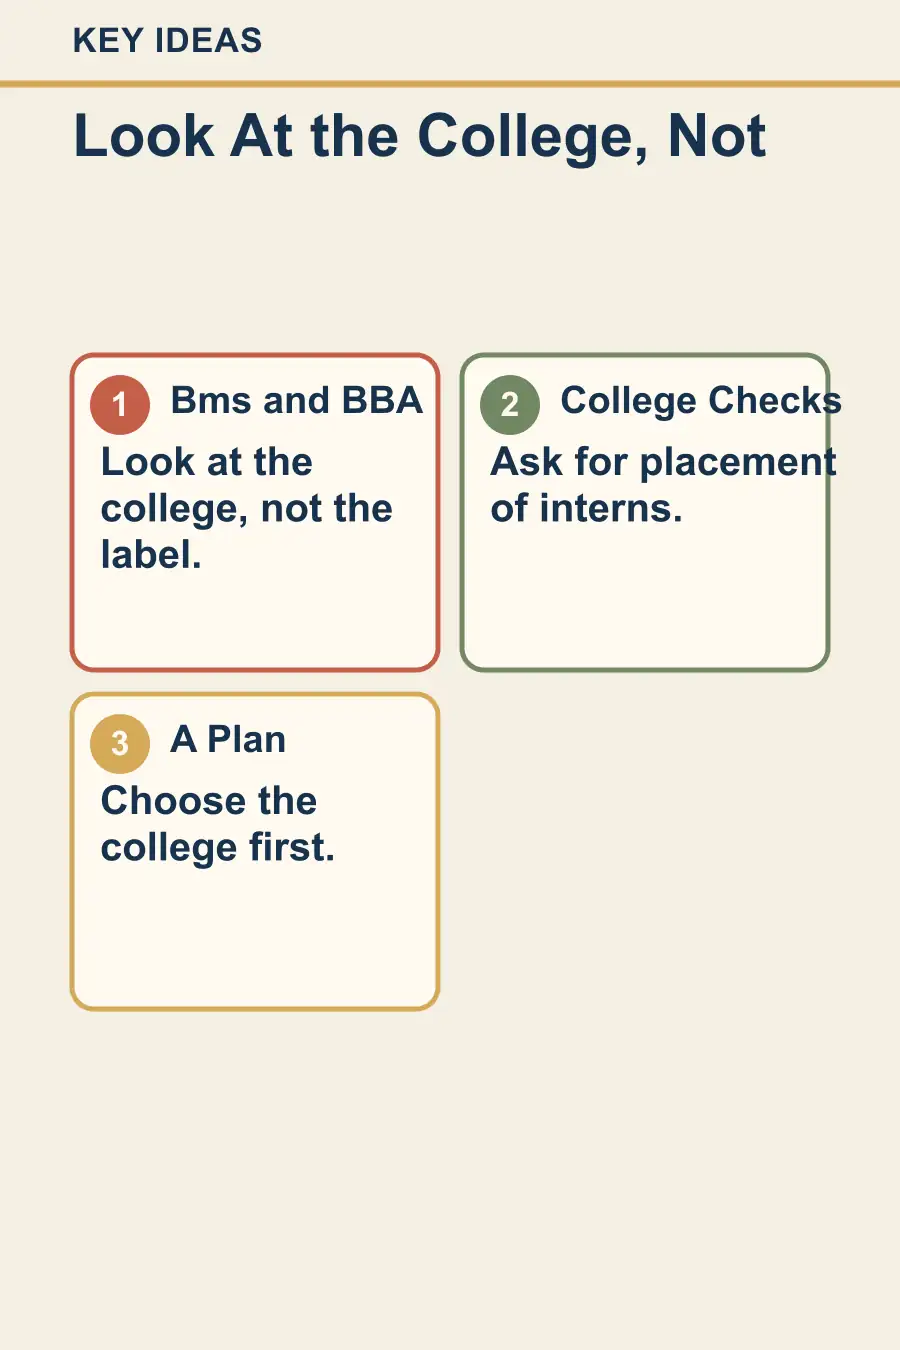 KEY IDEAS
Look At the College, Not
1 Bms and BBA
Look at the
college, not the
label.
2 College Checks
Ask for placement
of interns.
3 A Plan
Choose the
college first.